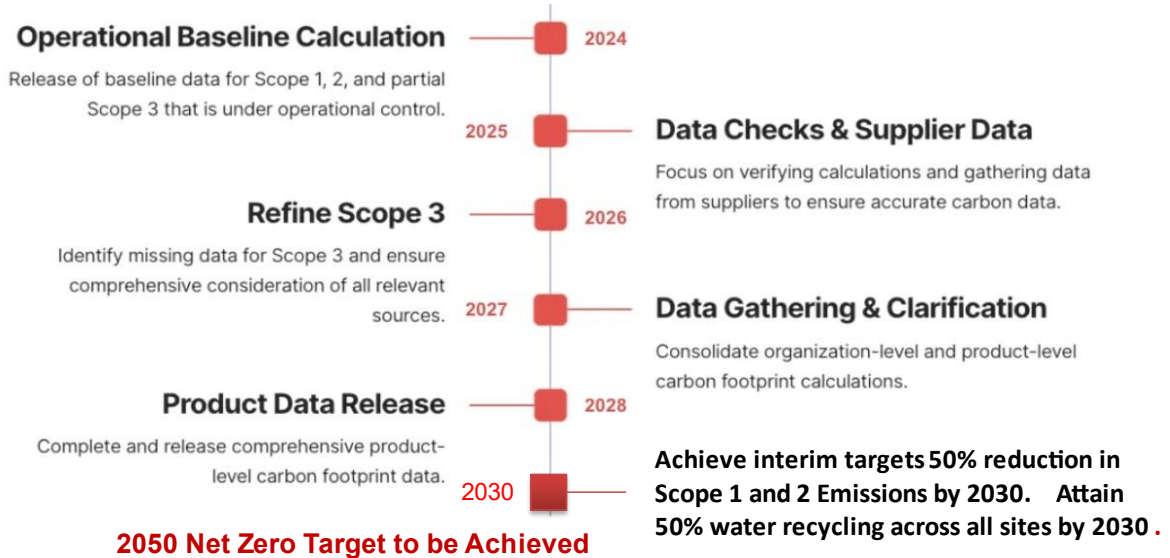 Operational Baseline Calculation
2024
Release of baseline data for Scope 1, 2, and partial
Scope 3 that is under operational control.
2025
Data Checks & Supplier Data
Focus on verifying calculations and gathering data
from suppliers to ensure accurate carbon data.
Refine Scope 3
2026
Identify missing data for Scope 3 and ensure
comprehensive consideration of all relevant
sources.
2027
Data Gathering & Clarification
Consolidate organization-level and product-level
carbon footprint calculations.
Product Data Release
2028
Complete and release comprehensive product-
level carbon footprint data.
2030
Achieve interim targets 50% reduction in
Scope 1 and 2 Emissions by 2030. Attain
50% water recycling across all sites by 2030 .
2050 Net Zero Target to be Achieved